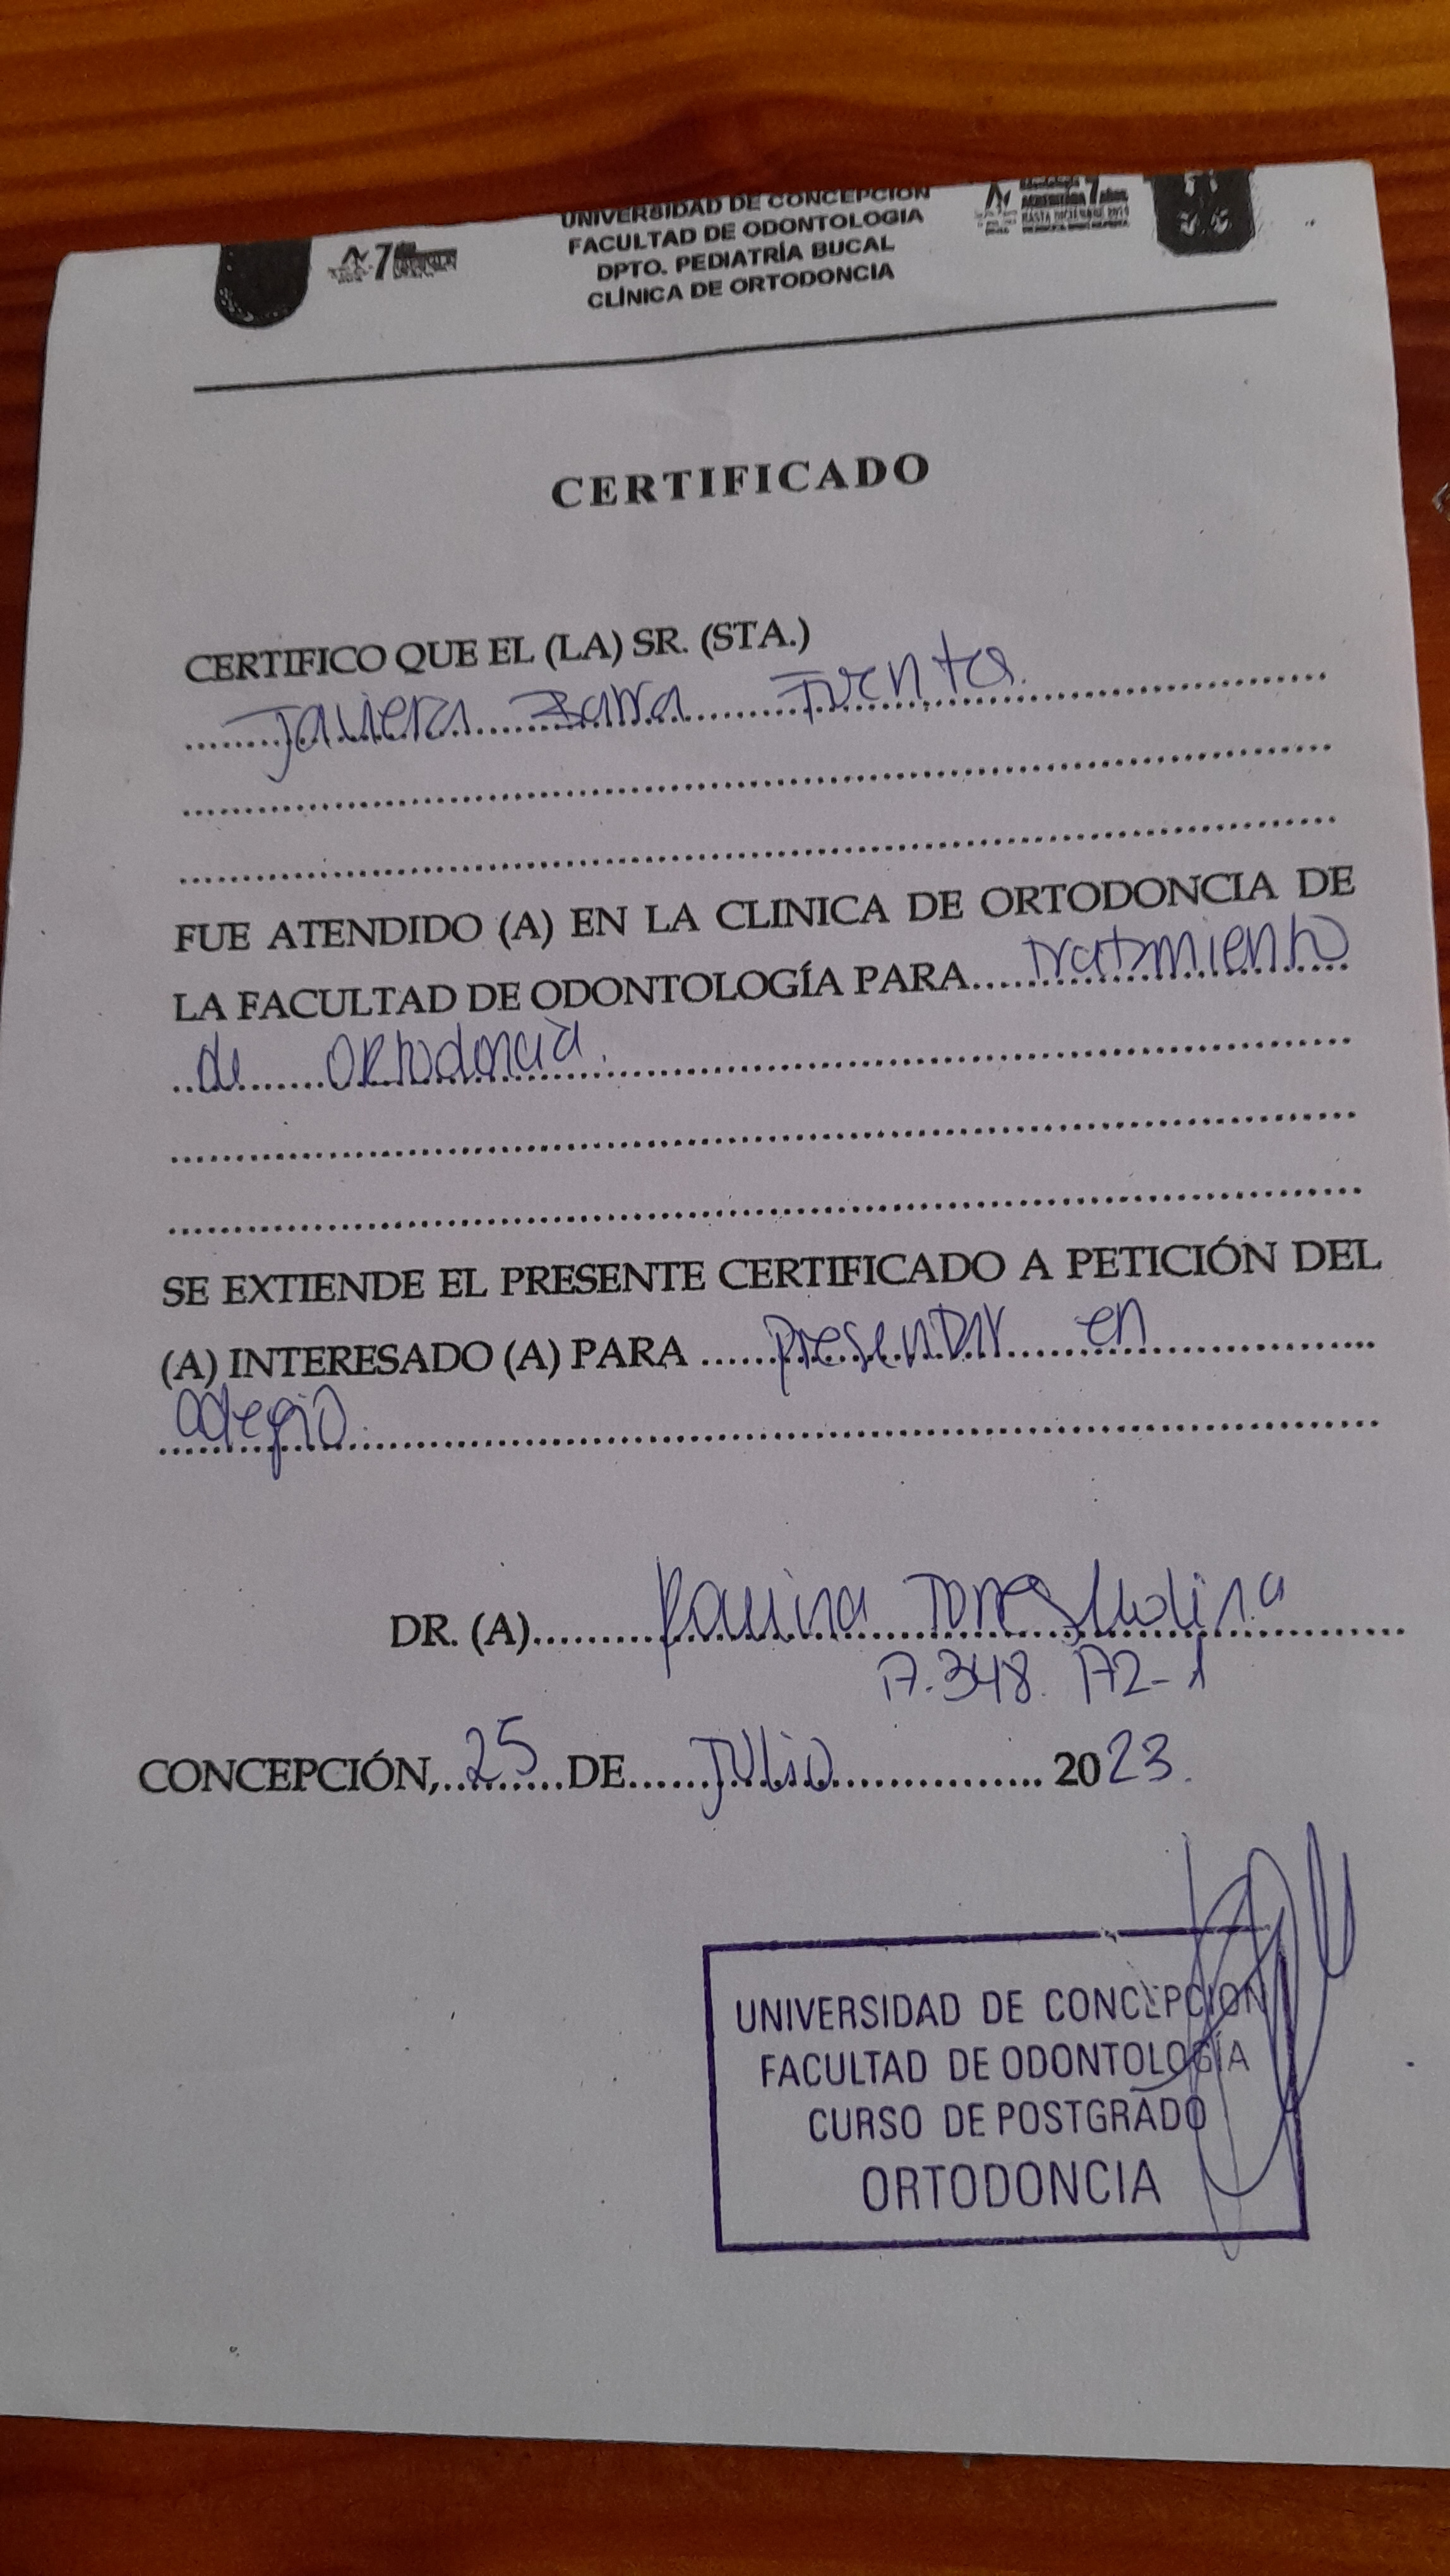 UNIVERSIDAD DE CONCEPCION
FACULTAD DE ODONTOLOGIA
DPTO. PEDIATRÍA BUCAL
CLÍNICA DE ORTODONCIA
7
CERTIFICADO
CERTIFICO QUE EL (LA) SR. (STA.)
Javiera Barra Fuentes
FUE ATENDIDO (A) EN LA CLINICA DE ORTODONCIA DE
LA FACULTAD DE ODONTOLOGÍA PARA tratamiento
de ortodoncia.
SE EXTIENDE EL PRESENTE CERTIFICADO A PETICIÓN DEL
(A) INTERESADO (A) PARA presentar en
colegio.
DR. (A) Paulina Torres Molina
17.348.172-1
CONCEPCIÓN, 25 DE Julio 2023.
UNIVERSIDAD DE CONCEPCION
FACULTAD DE ODONTOLOGÍA
CURSO DE POSTGRADO
ORTODONCIA